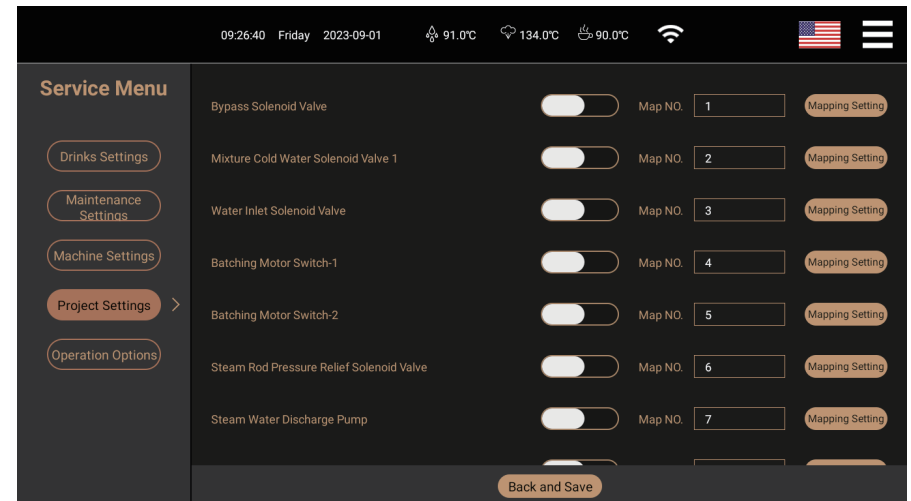 09:26:40 Friday 2023-09-01 91.0℃ 134.0℃ 90.0℃
Service Menu
Drinks Settings
Maintenance
Settings
Machine Settings
Project Settings >
Operation Options
Bypass Solenoid Valve Map NO. 1 Mapping Setting
Mixture Cold Water Solenoid Valve 1 Map NO. 2 Mapping Setting
Water Inlet Solenoid Valve Map NO. 3 Mapping Setting
Batching Motor Switch-1 Map NO. 4 Mapping Setting
Batching Motor Switch-2 Map NO. 5 Mapping Setting
Steam Rod Pressure Relief Solenoid Valve Map NO. 6 Mapping Setting
Steam Water Discharge Pump Map NO. 7 Mapping Setting
Back and Save